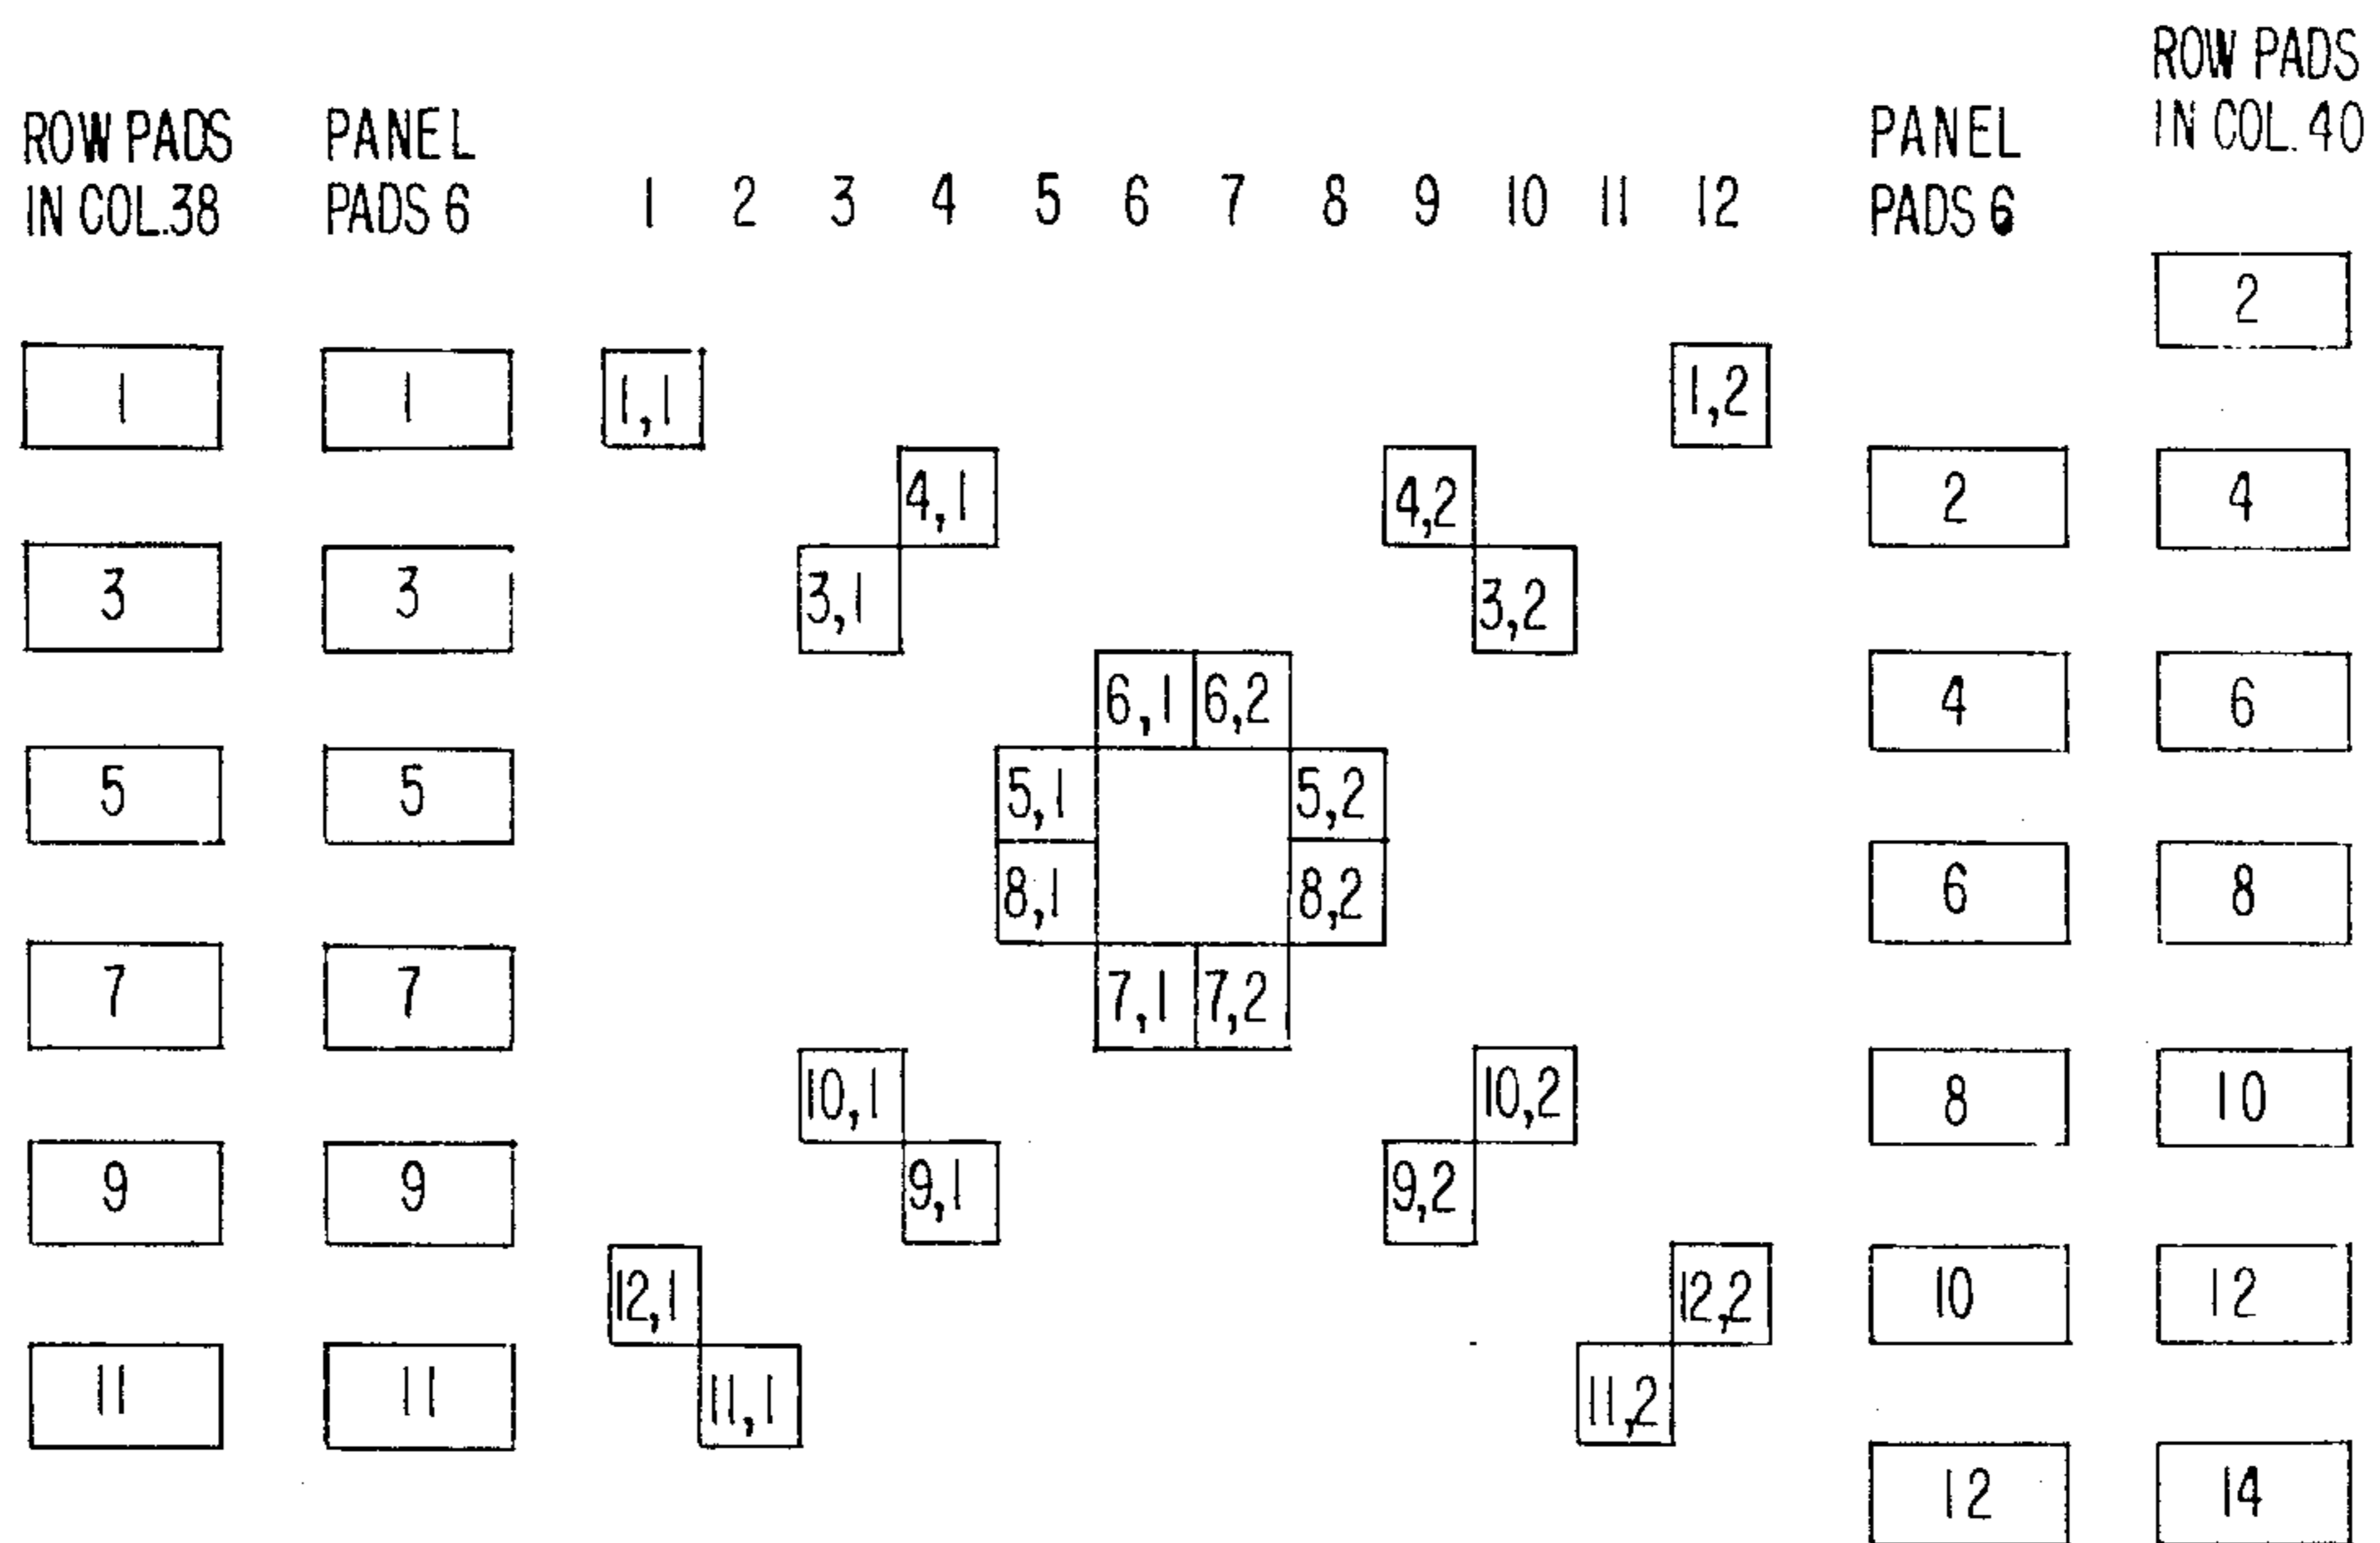 ROW PADS
IN COL. 40
ROW PADS PANEL PANEL
IN COL.38 PADS 6 1 2 3 4 5 6 7 8 9 10 11 12 PADS 6
2
1 1 1,1 1,2
4,1 4,2 2 4
3 3 3,1 3,2
6,1 6,2 4 6
5 5 5,1 5,2
8,1 8,2 6 8
7 7 7,1 7,2
10,1 10,2 8 10
9 9 9,1 9,2
12,1 12,2 10 12
11 11 11,1 11,2
12 14